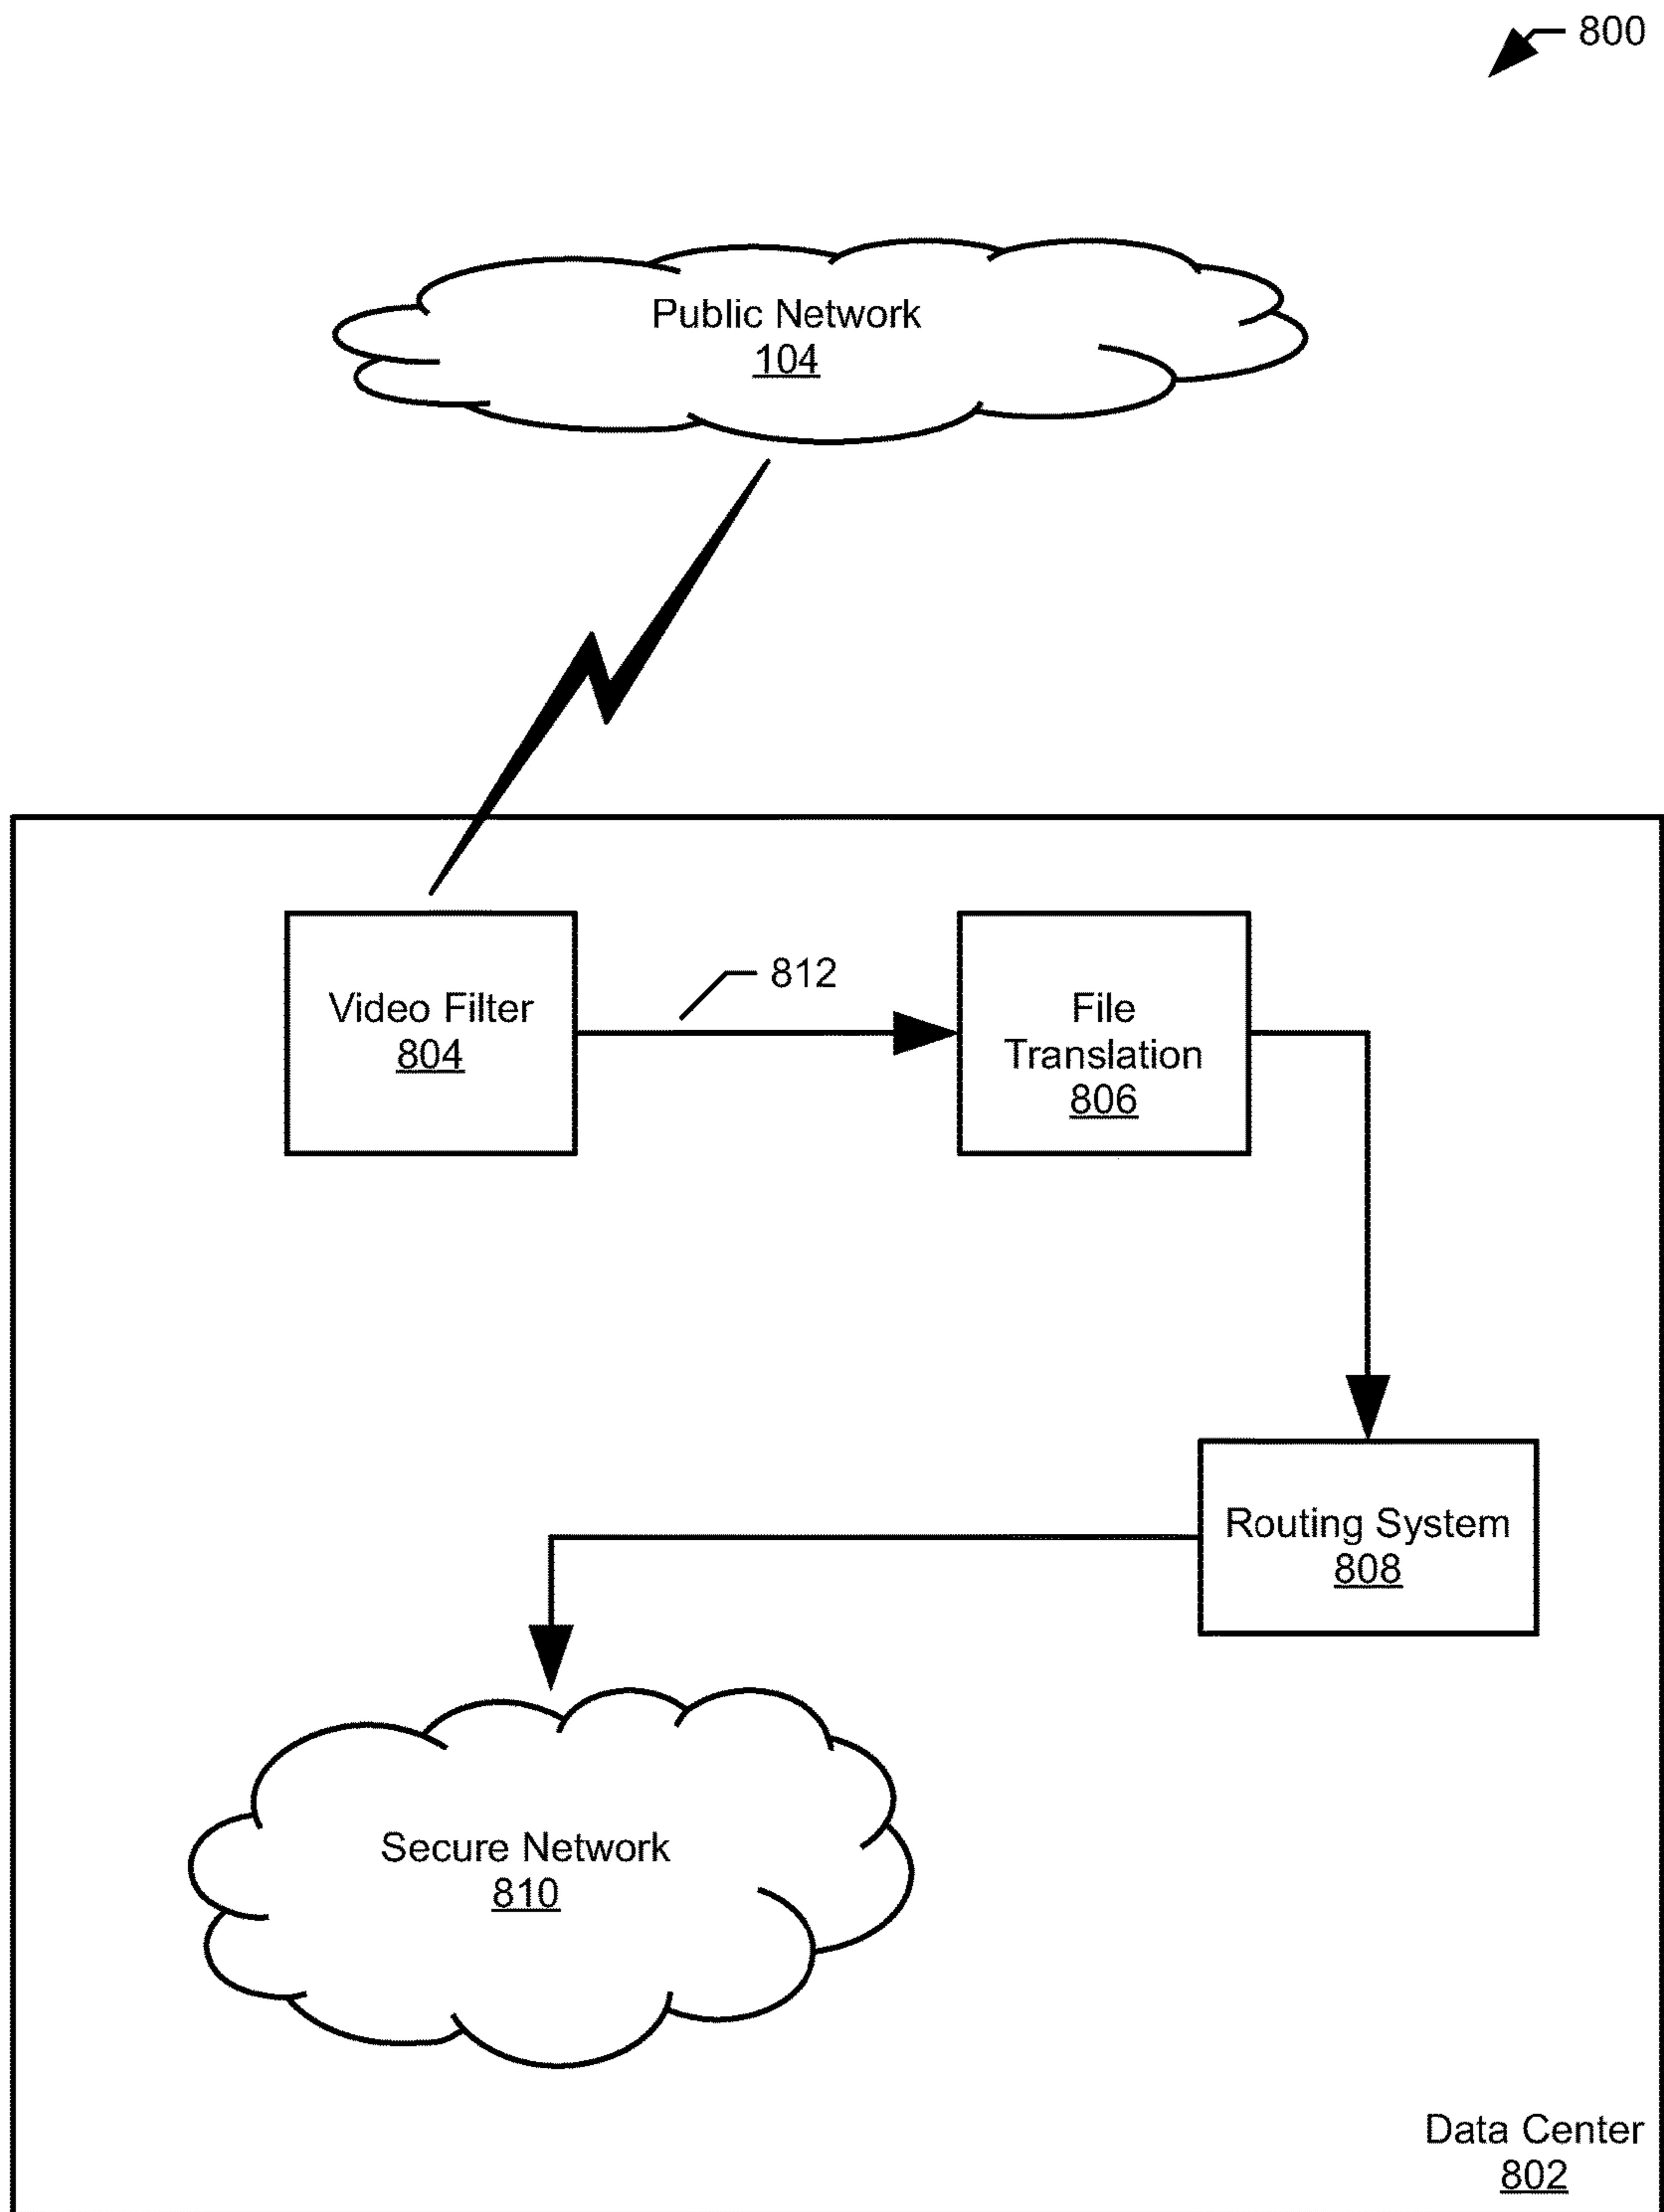 800
Public Network
104
812
Video Filter
804
File
Translation
806
Routing System
808
Secure Network
810
Data Center
802